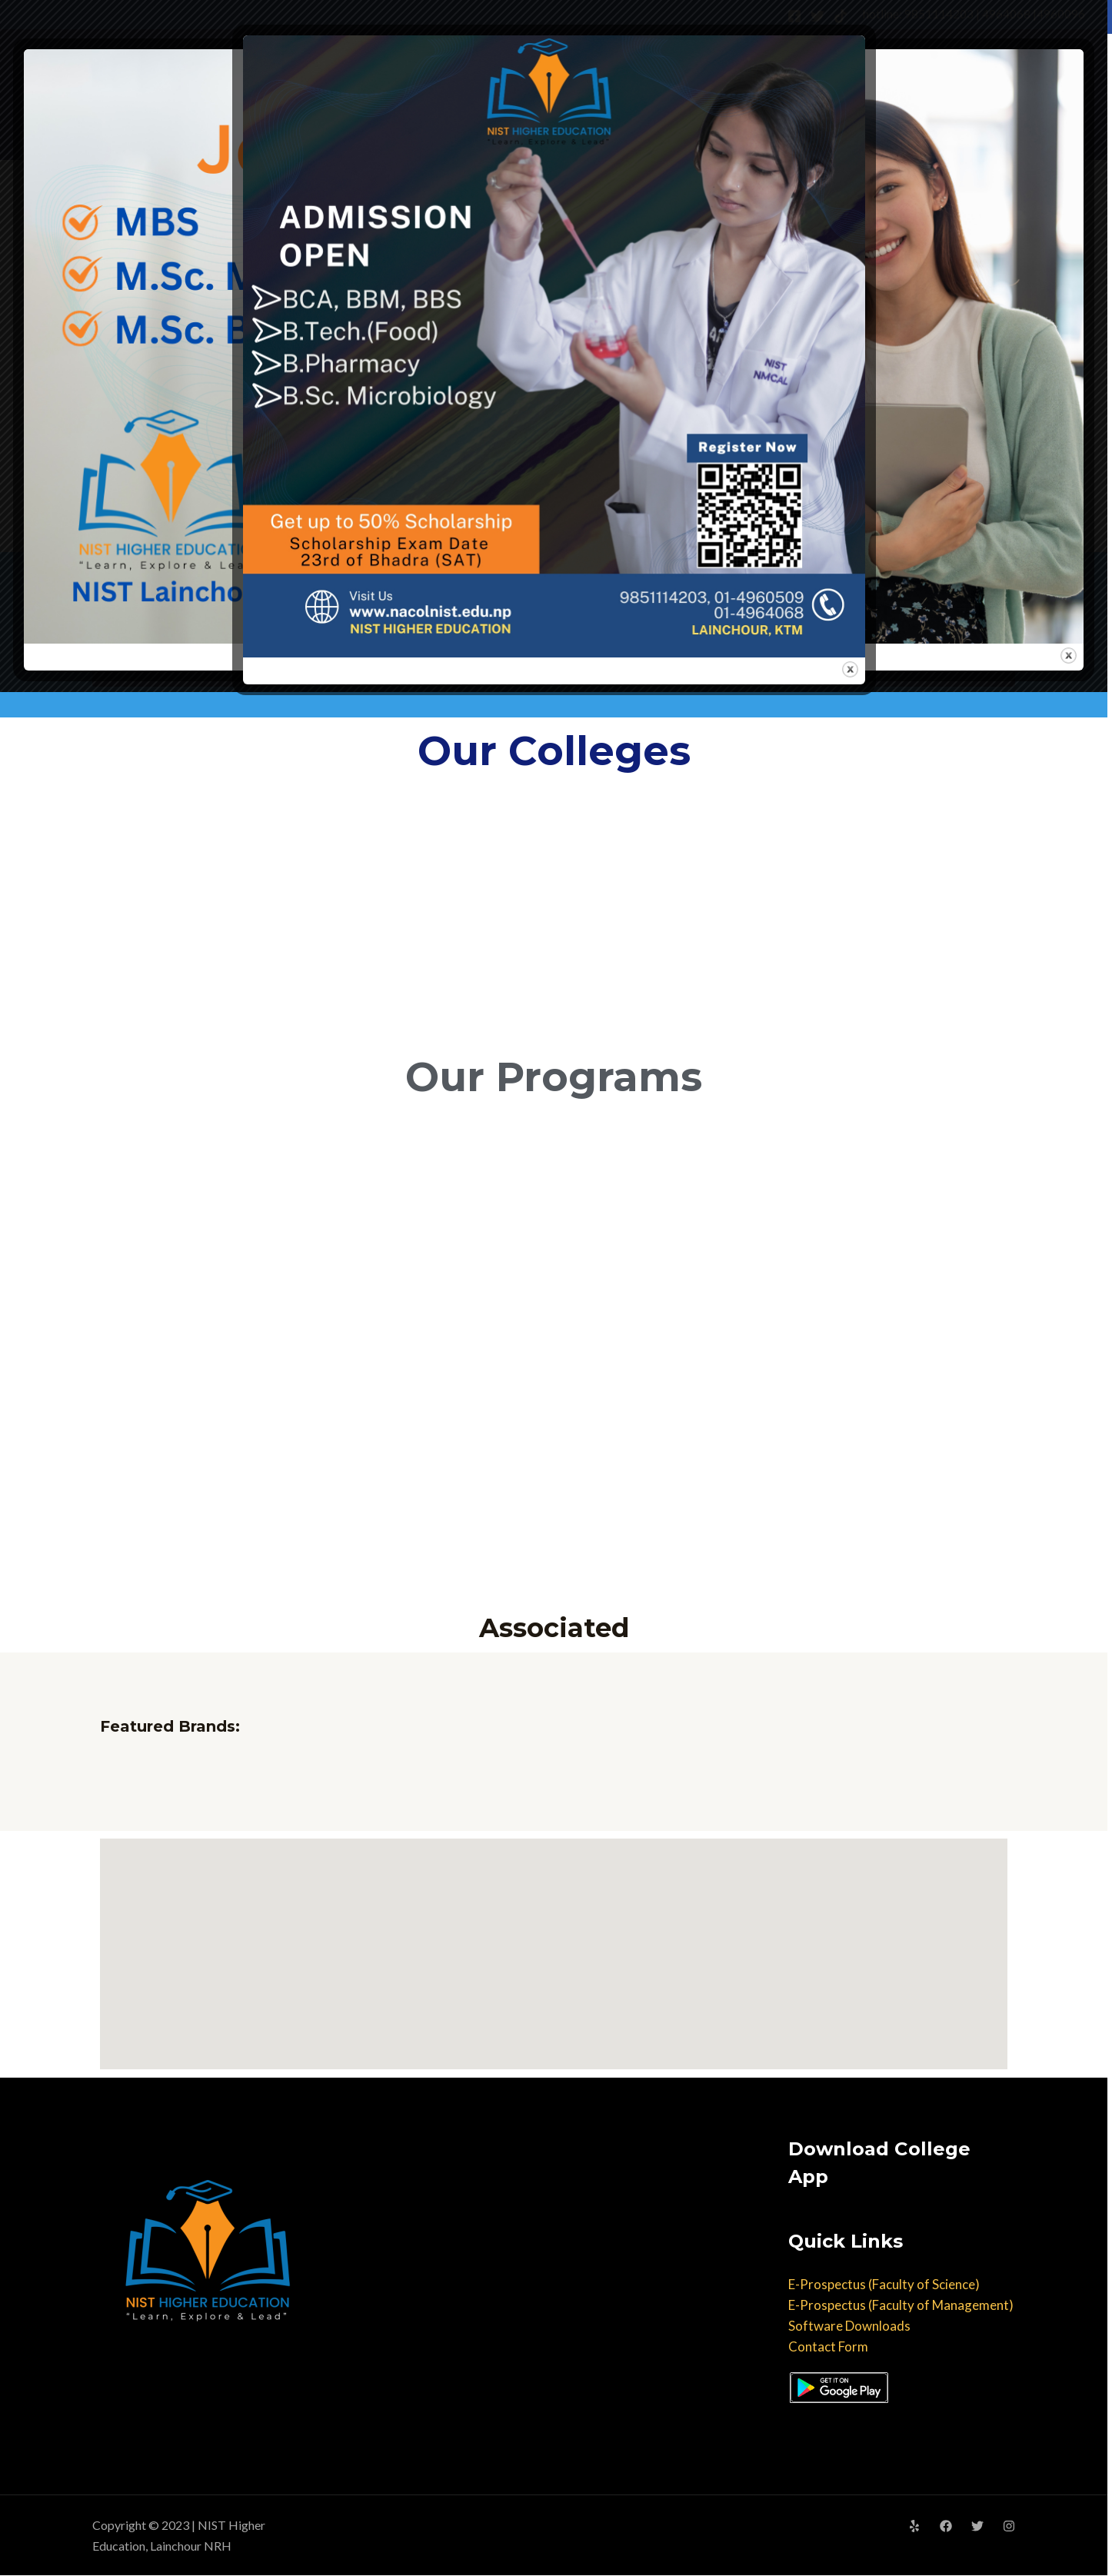 MBS
M.Sc.
M.Sc.
NIST HIGHER
"Learn, Explore &
NIST
NIST HIGHER EDUCATION
"Learn, Explore & Lead"
ADMISSION
OPEN
BCA, BBM, BBS
B.Tech.(Food)
B.Pharmacy
B.Sc. Microbiology
NIST
NMCAL
Register Now
Get up to 50% Scholarship
Scholarship Exam Date
23rd of Bhadra (SAT)
Visit Us
www.nacolnist.edu.np
NIST HIGHER EDUCATION
9851114203, 01-4960509
01-4964068
LAINCHOUR, KTM
Our Colleges
Our Programs
Associated
Featured Brands:
NIST HIGHER EDUCATION
"Learn, Explore & Lead"
Download College
App
Quick Links
E-Prospectus (Faculty of Science)
E-Prospectus (Faculty of Management)
Software Downloads
Contact Form
GET IT ON
Google Play
Copyright © 2023 | NIST Higher
Education, Lainchour NRH